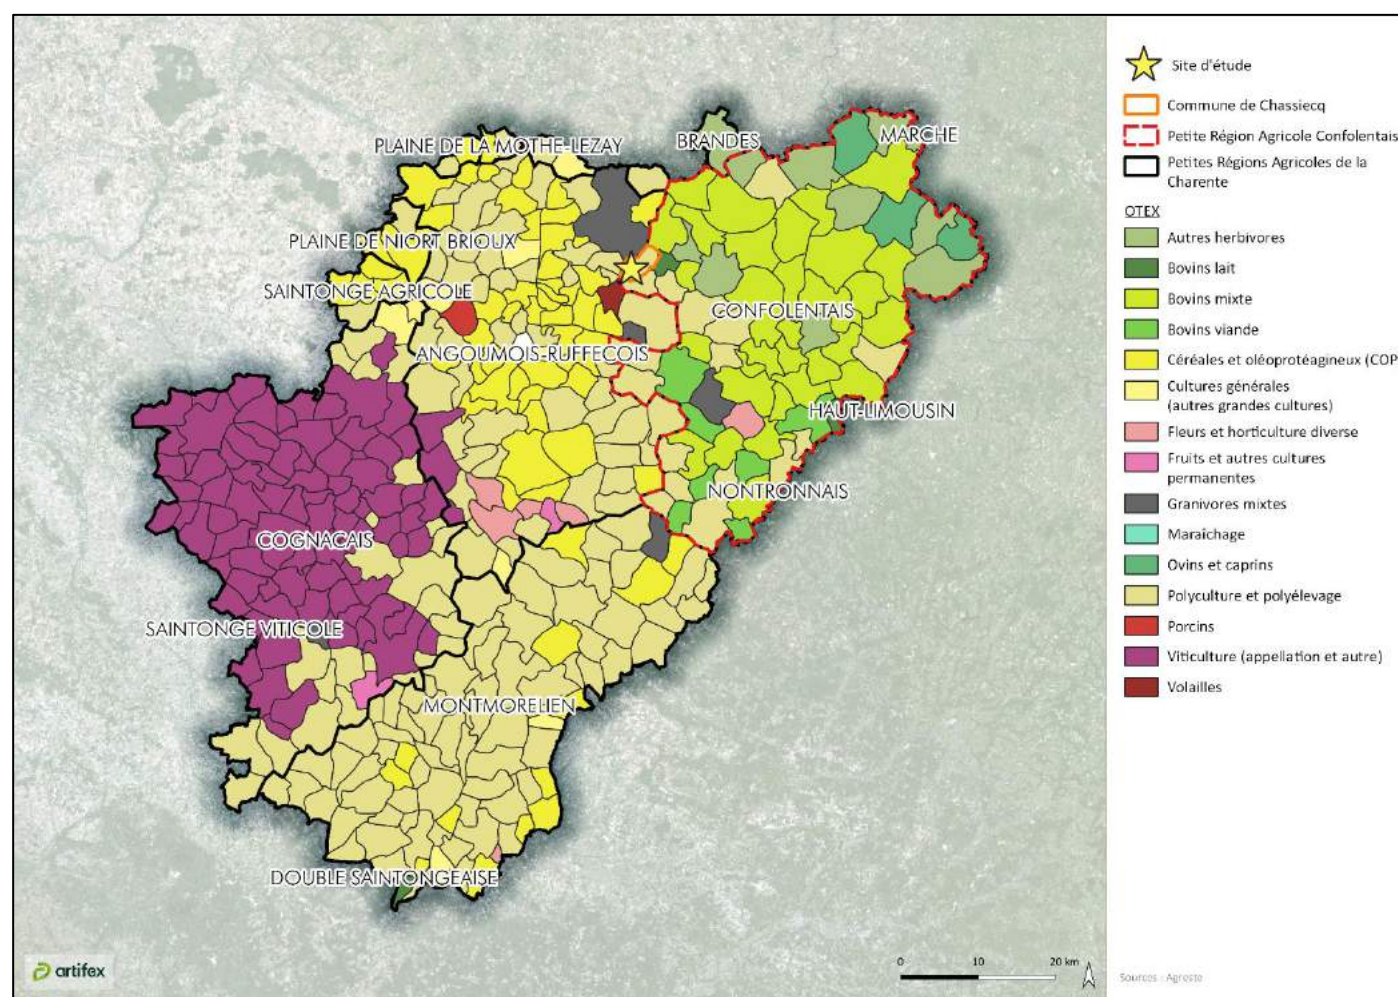 PLAINE DE LA MOTHE-LEZAY
BRANDES
MARCHE
PLAINE DE NIORT BRIOUX
SAINTONGE AGRICOLE
CONFOLENTAIS
ANGOUMOIS-RUFFECOIS
HAUT-LIMOUSIN
NONTRONNAIS
COGNACAIS
SAINTONGE VITICOLE
MONTMORELIEN
DOUBLE SAINTONGEAISE
artifex
0 10 20 km
Site d'étude
Commune de Chassiecq
Petite Région Agricole Confolentais
Petites Régions Agricoles de la
Charente
OTEX
Autres herbivores
Bovins lait
Bovins mixte
Bovins viande
Céréales et oléoprotéagineux (COP
Cultures générales
(autres grandes cultures)
Fleurs et horticulture diverse
Fruits et autres cultures
permanentes
Granivores mixtes
Maraîchage
Ovins et caprins
Polyculture et polyélevage
Porcins
Viticulture (appellation et autre)
Volailles
Sources : Agreste